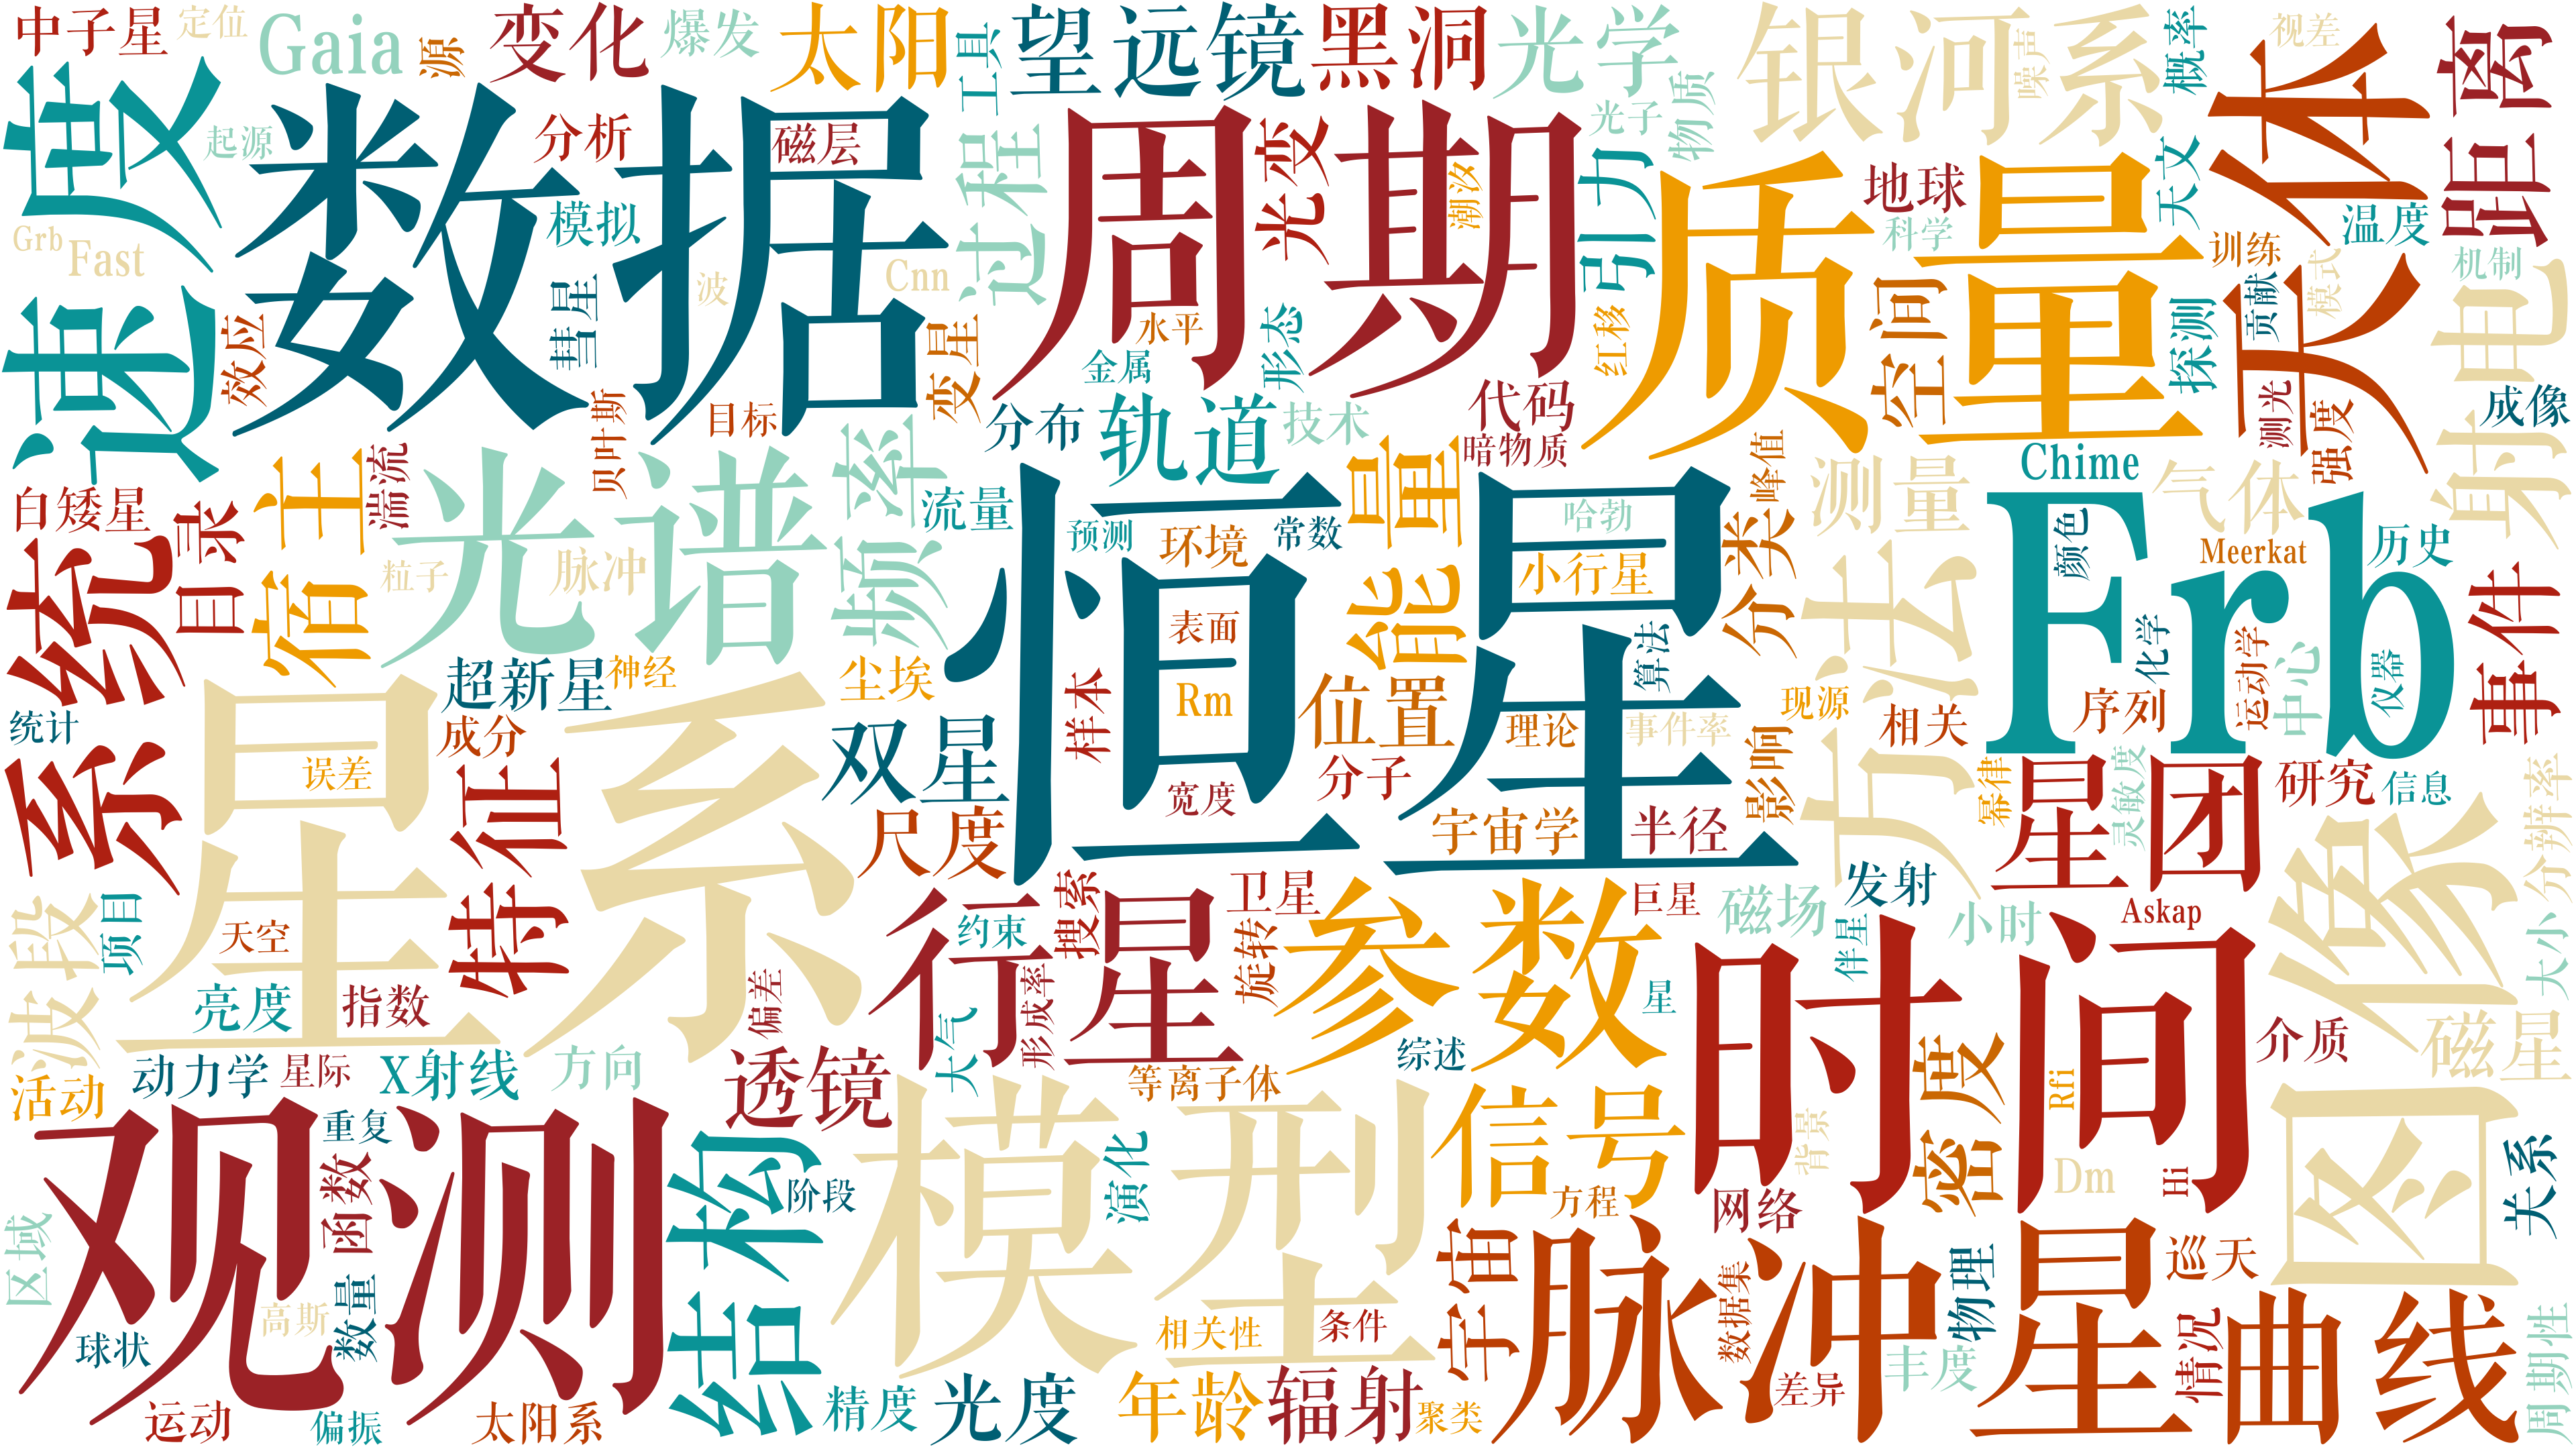 中子星
定位
Gaia
源
变化
爆发
太阳
工具
望远镜
黑洞
光学
银河系
噪声
概率
视差
天体
距离
速度
起源
Grb
Fast
数据
分析
磁层
模拟
彗星
波
Cnn
过程
周期
光变
潮汐
光子
物质
引力
质量
地球
科学
天文
温度
训练
贡献
模式
机制
射电
效应
贝叶斯
目标
变星
水平
金属
形态
红移
空间
探测
测光
强度
成像
分布
轨道
技术
代码
暗物质
白矮星
目录
宿主
湍流
光谱
粒子
脉冲
频率
流量
预测
环境
常数
恒星
能量
哈勃
小行星
峰值
分类
测量
方法
Chime
气体
Frb
颜色
Meerkat
历史
事件
系统
统计
超新星
神经
尘埃
表面
样本
Rm
位置
算法
理论
事件率
现源
相关
序列
化学
运动学
中心
仪器
星系
误差
成分
特征
双星
尺度
宽度
分子
宇宙学
半径
影响
幂律
星团
灵敏度
研究
信息
分辨率
波段
项目
天空
亮度
指数
偏差
行星
约束
搜索
形成率
大气
卫星
旋转
参数
巨星
星
磁场
发射
伴星
小时
Askap
图像
大小
活动
动力学
星际
X射线
方向
透镜
等离子体
综述
时间
密度
Rfi
介质
磁星
观测
重复
函数
结构
阶段
模型
演化
信号
方程
网络
背景
Dm
Hi
关系
区域
球状
高斯
数量
相关性
条件
宇宙
脉冲星
数据集
物理
巡天
曲线
运动
偏振
太阳系
精度
光度
年龄
辐射
聚类
差异
丰度
情况
周期性